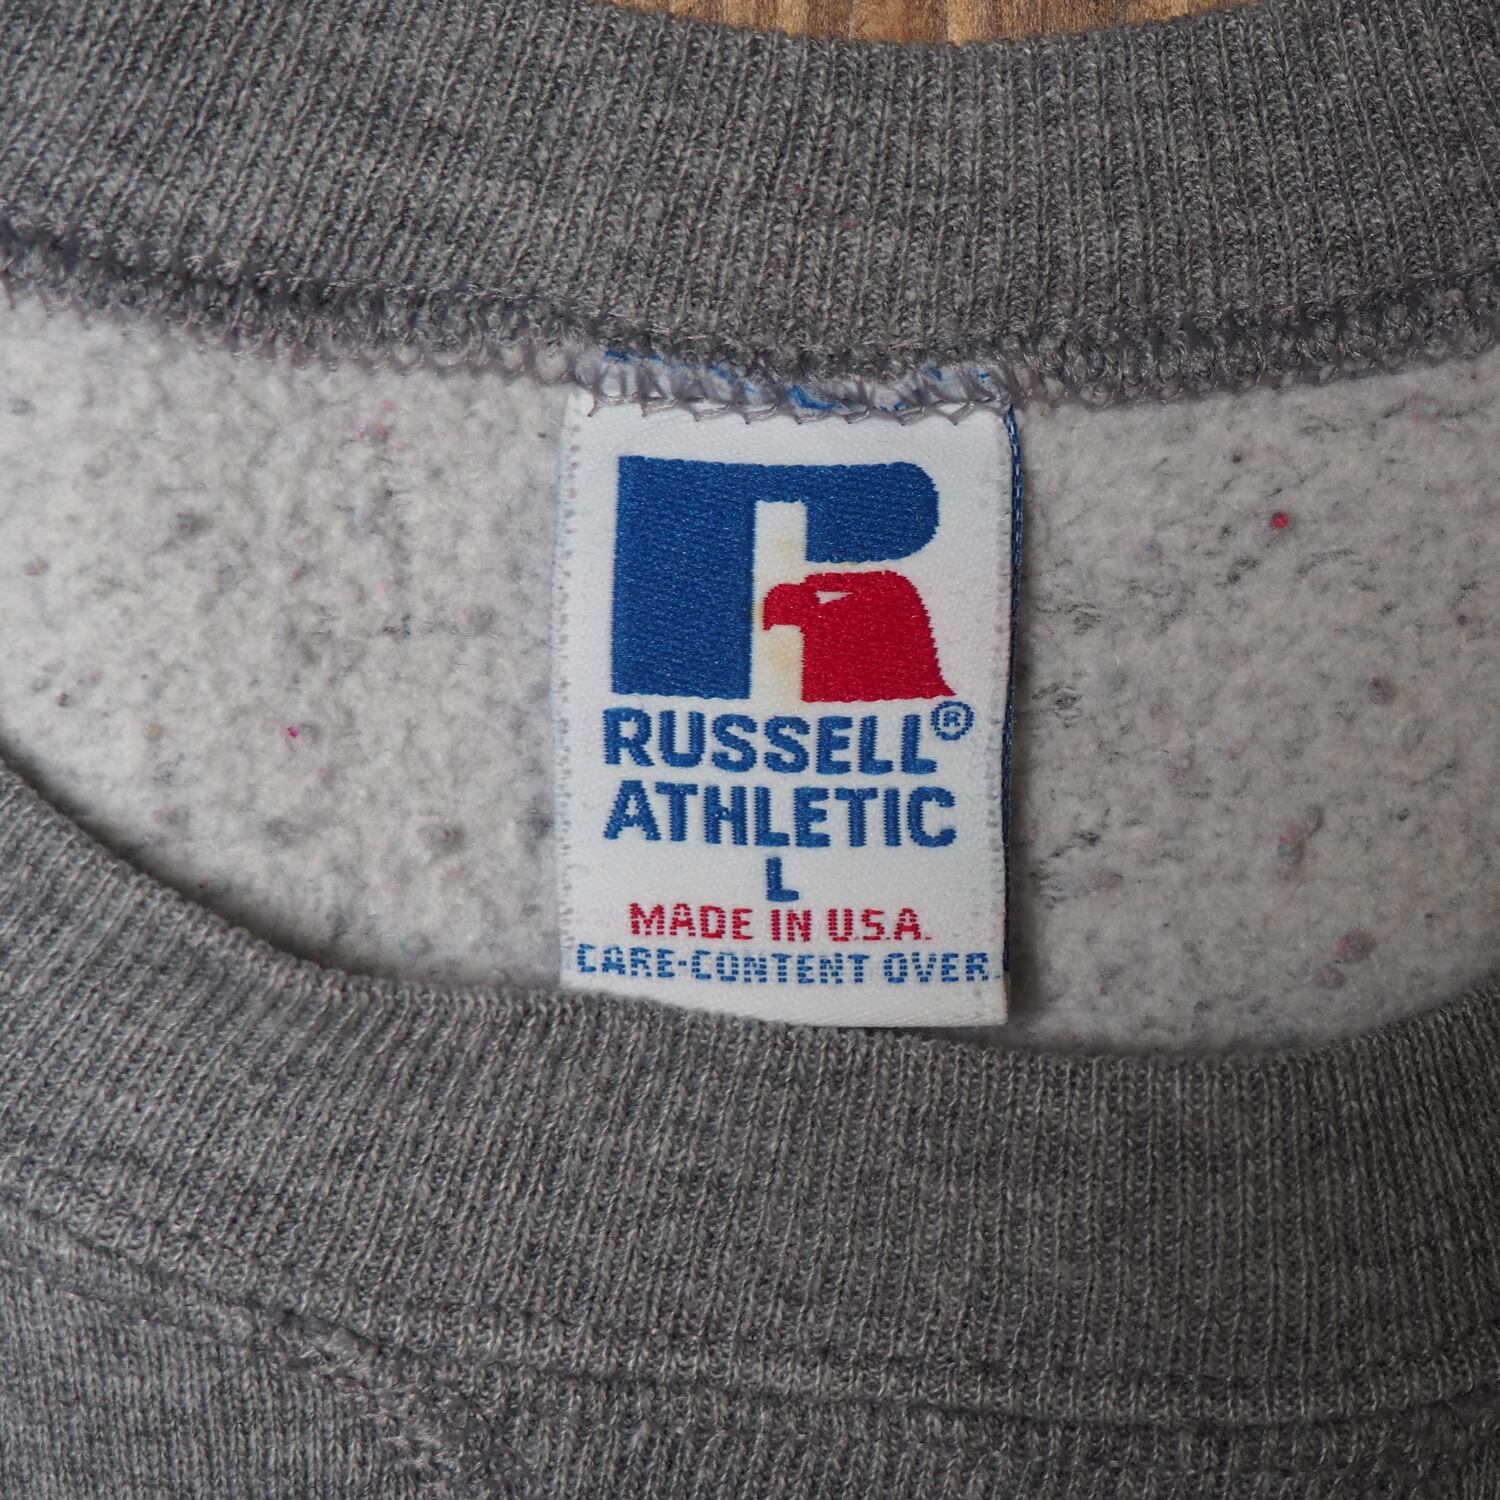 R
RUSSELL®
ATHLETIC
L
MADE IN U.S.A.
CARE-CONTENT OVER